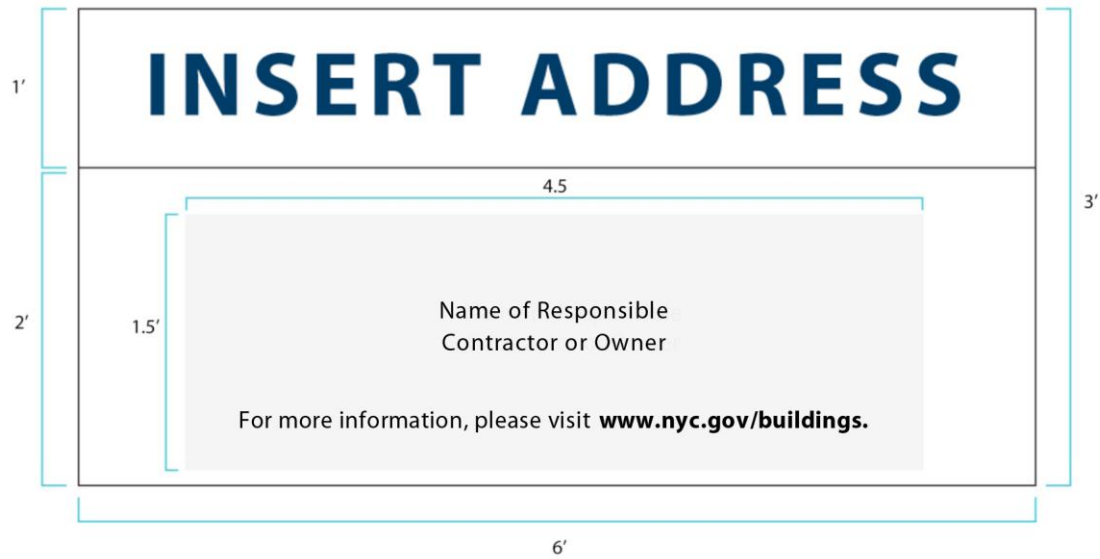 INSERT ADDRESS
1’
4.5
3’
2’
1.5’
Name of Responsible
Contractor or Owner
For more information, please visit www.nyc.gov/buildings.
6’